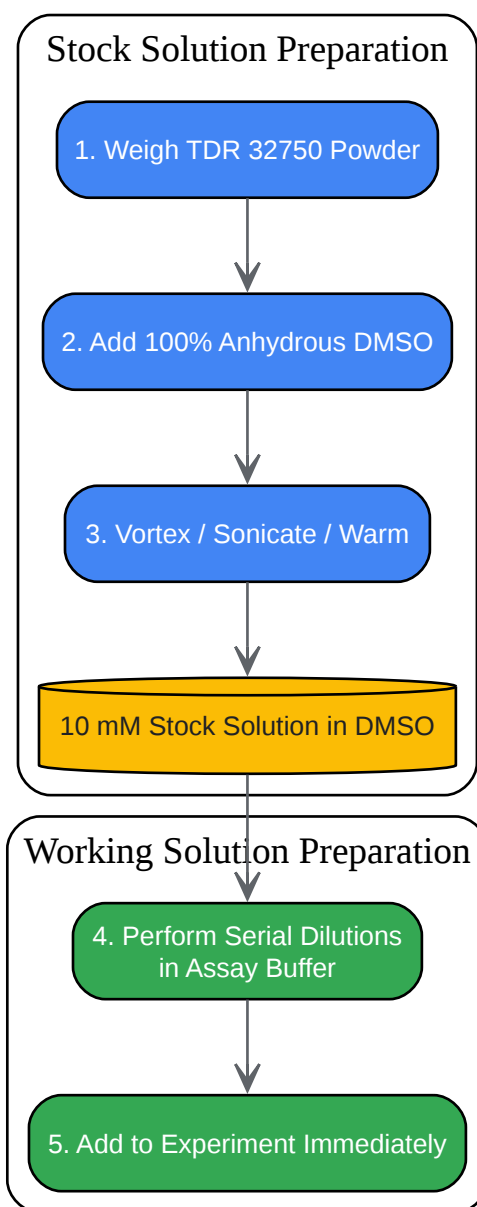 Stock Solution Preparation
1. Weigh TDR 32750 Powder
2. Add 100% Anhydrous DMSO
3. Vortex / Sonicate / Warm
10 mM Stock Solution in DMSO
Working Solution Preparation
4. Perform Serial Dilutions
in Assay Buffer
5. Add to Experiment Immediately